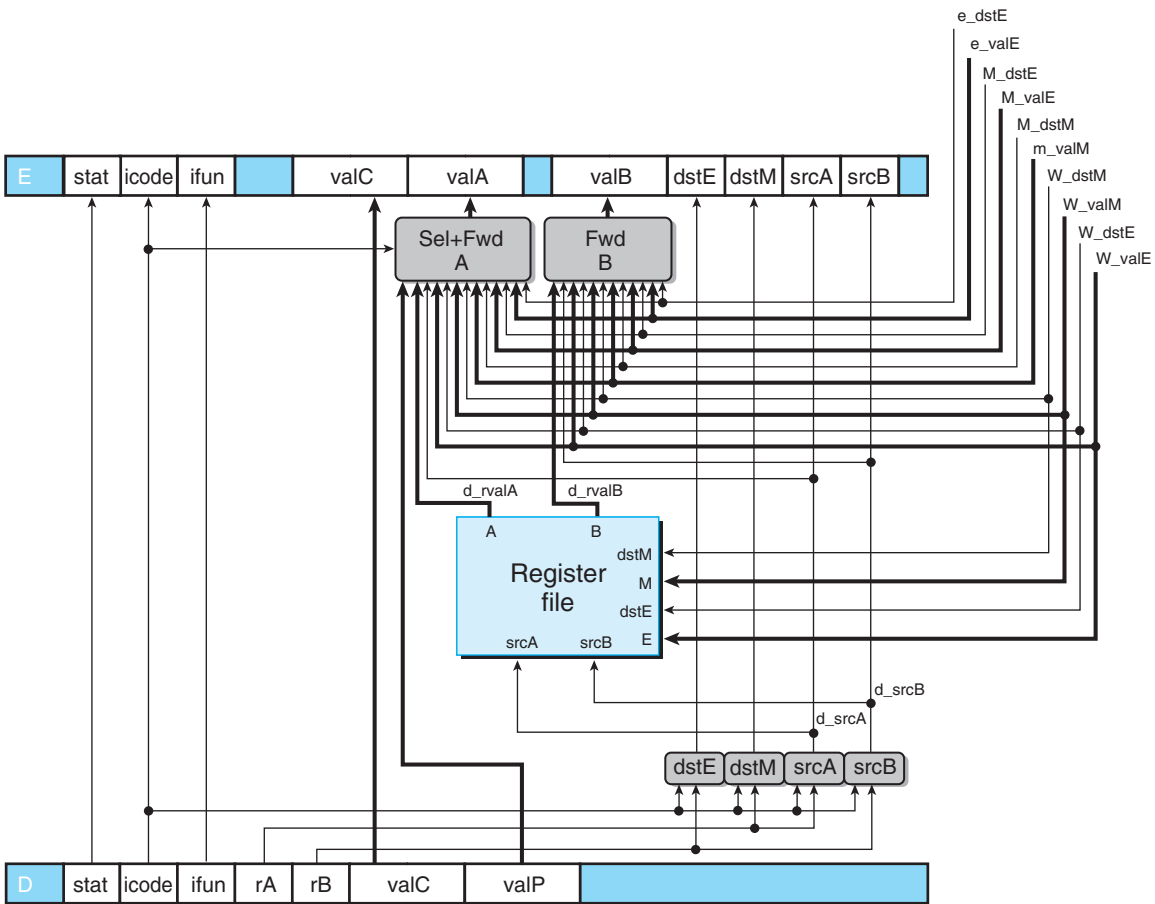 e_dstE
e_valE
M_dstE
M_valE
M_dstM
m_valM
W_dstM
W_valM
W_dstE
W_valE
E stat icode ifun valC valA valB dstE dstM srcA srcB
Sel+Fwd
A
Fwd
B
d_rvalA d_rvalB
A B
dstM
Register
file
M
dstE
E
srcA srcB
d_srcB
d_srcA
dstE dstM srcA srcB
D stat icode ifun rA rB valC valP